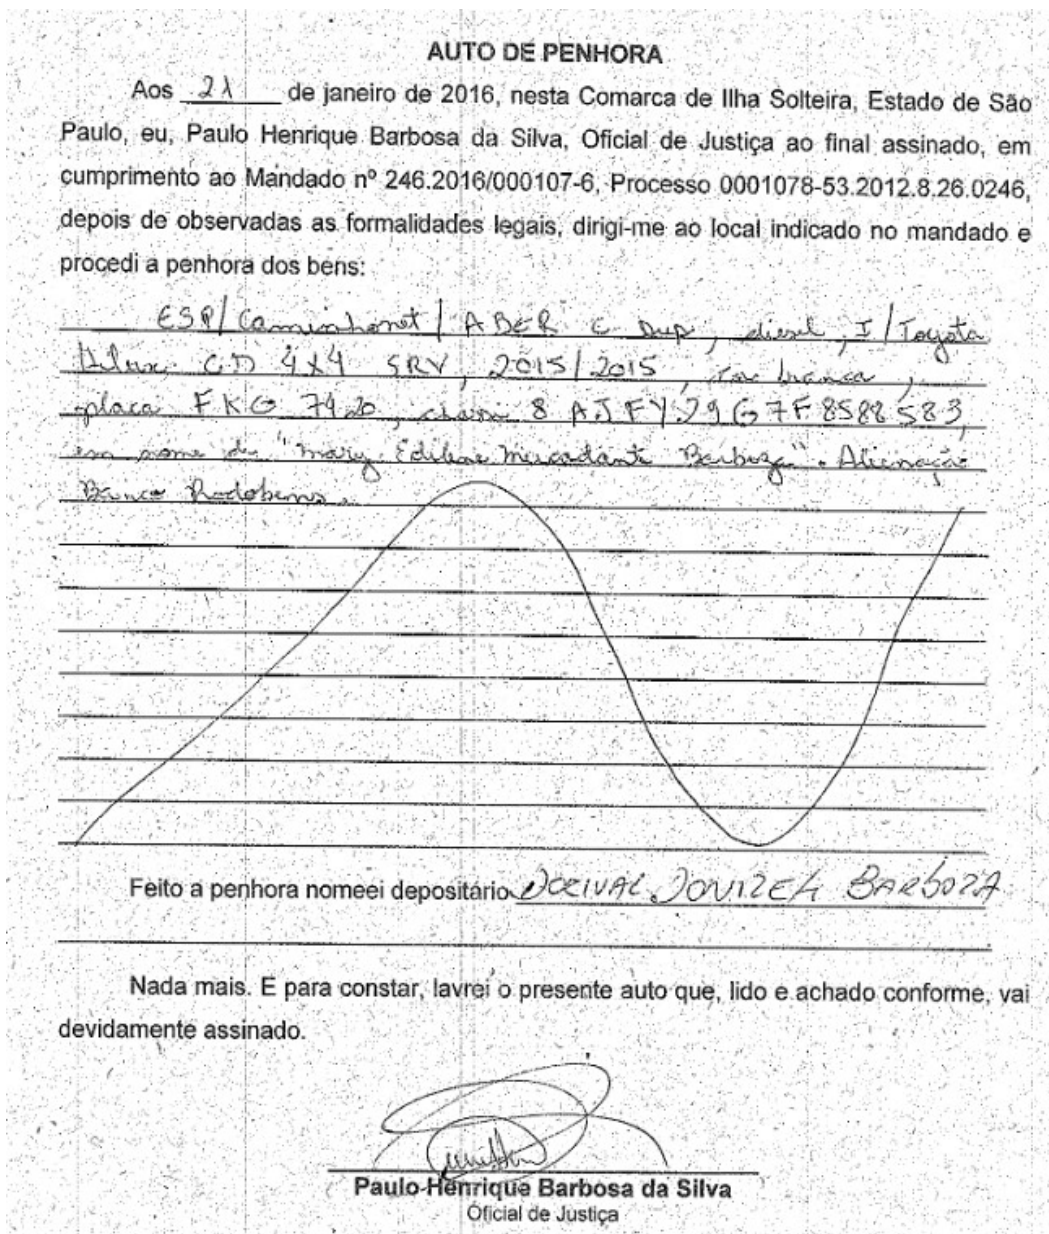 AUTO DE PENHORA
Aos 21 de janeiro de 2016, nesta Comarca de Ilha Solteira, Estado de São
Paulo, eu, Paulo Henrique Barbosa da Silva, Oficial de Justiça ao final assinado, em
cumprimento ao Mandado nº 246.2016/000107-6, Processo 0001078-53.2012.8.26.0246,
depois de observadas as formalidades legais, dirigi-me ao local indicado no mandado e
procedi a penhora dos bens:
ESP/Caminhonet/ABER C Dup, diesel, I/Toyota
Hilux CD 4x4 SRV, 2015/2015, cor branca,
placa FKG 7420, chassi 8AJFY29G7F8588583,
em nome de "Mary Edilene Mercadante Barboza". Alienação
Banco Rodobens.
Feito a penhora nomeei depositário DORIVAL DONIZETI BARBOZA
Nada mais. E para constar, lavrei o presente auto que, lido e achado conforme, vai
devidamente assinado.
Paulo Henrique Barbosa da Silva
Oficial de Justiça